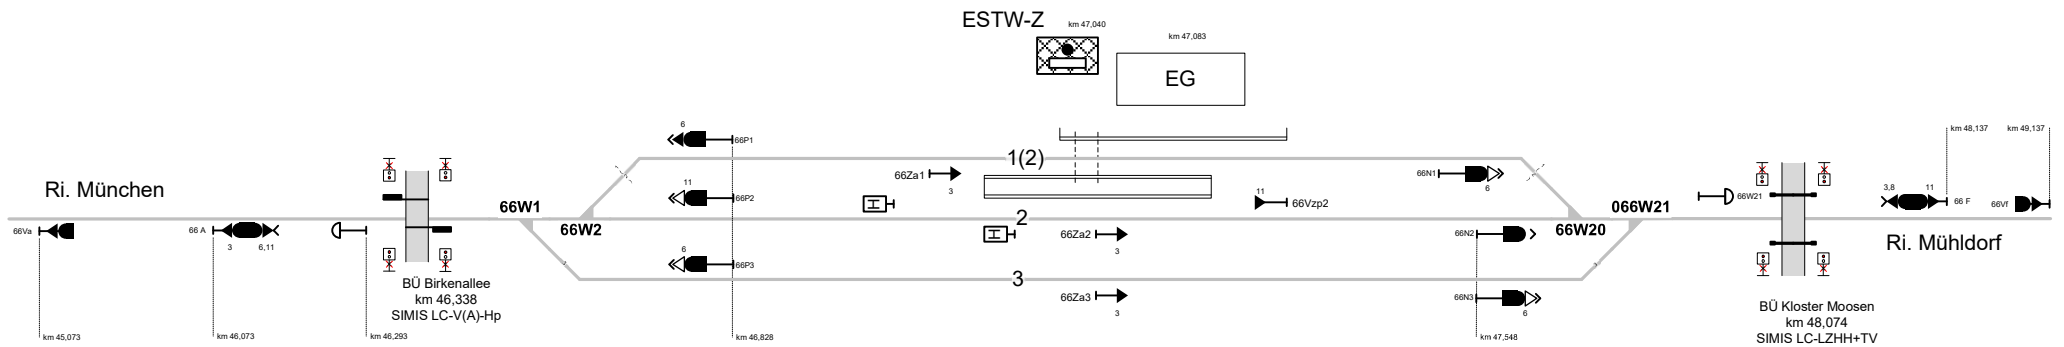 ESTW-Z
km 47,040
km 47,083
EG
6
66P1
1(2)
66Za1
3
66N1
6
km 48,137
km 49,137
Ri. München
11
66P2
11
66Vzp2
66W1
66W2
2
066W21
66W20
66W21
3,8
11
66 F
66Vf
66Va
66 A
3
6,11
66Za2
3
66N2
Ri. Mühldorf
6
66P3
3
66Za3
3
66N3
6
BÜ Birkenallee
km 46,338
SIMIS LC-V(A)-Hp
BÜ Kloster Moosen
km 48,074
SIMIS LC-LZHH+TV
km 45,073
km 46,073
km 46,293
km 46,828
km 47,548